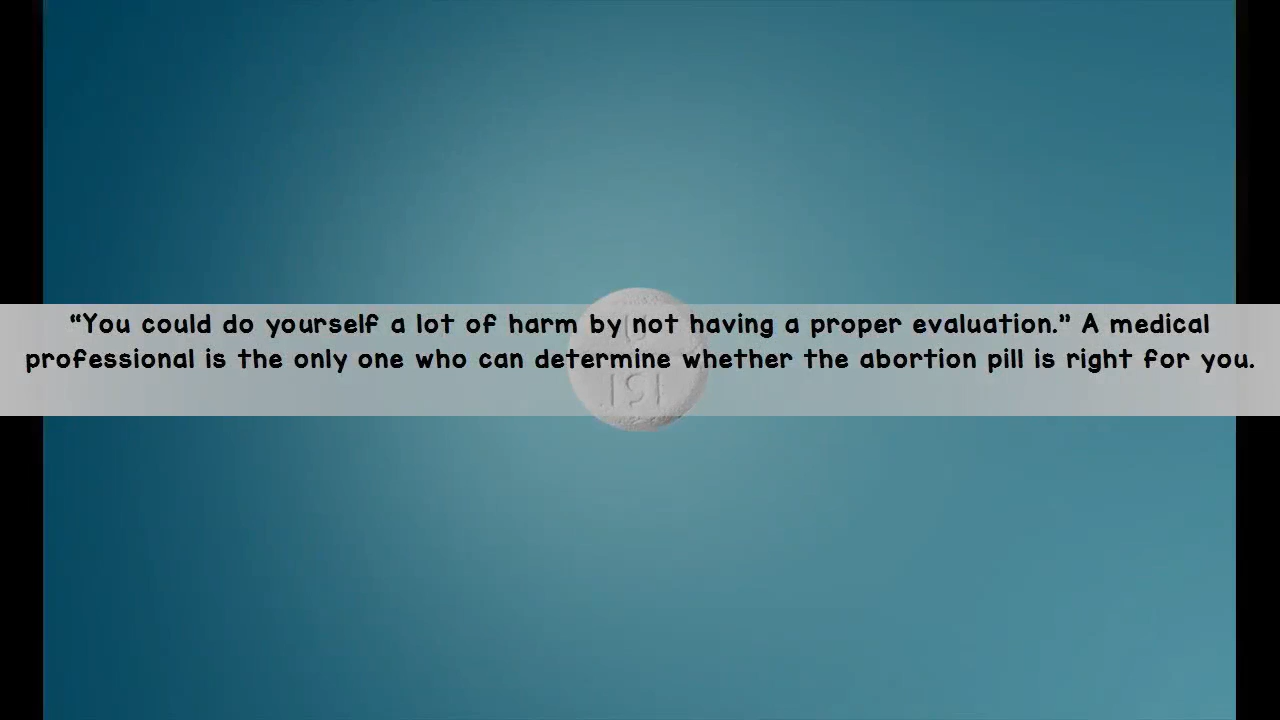 “You could do yourself a lot of harm by not having a proper evaluation.” A medical
professional is the only one who can determine whether the abortion pill is right for you.
151